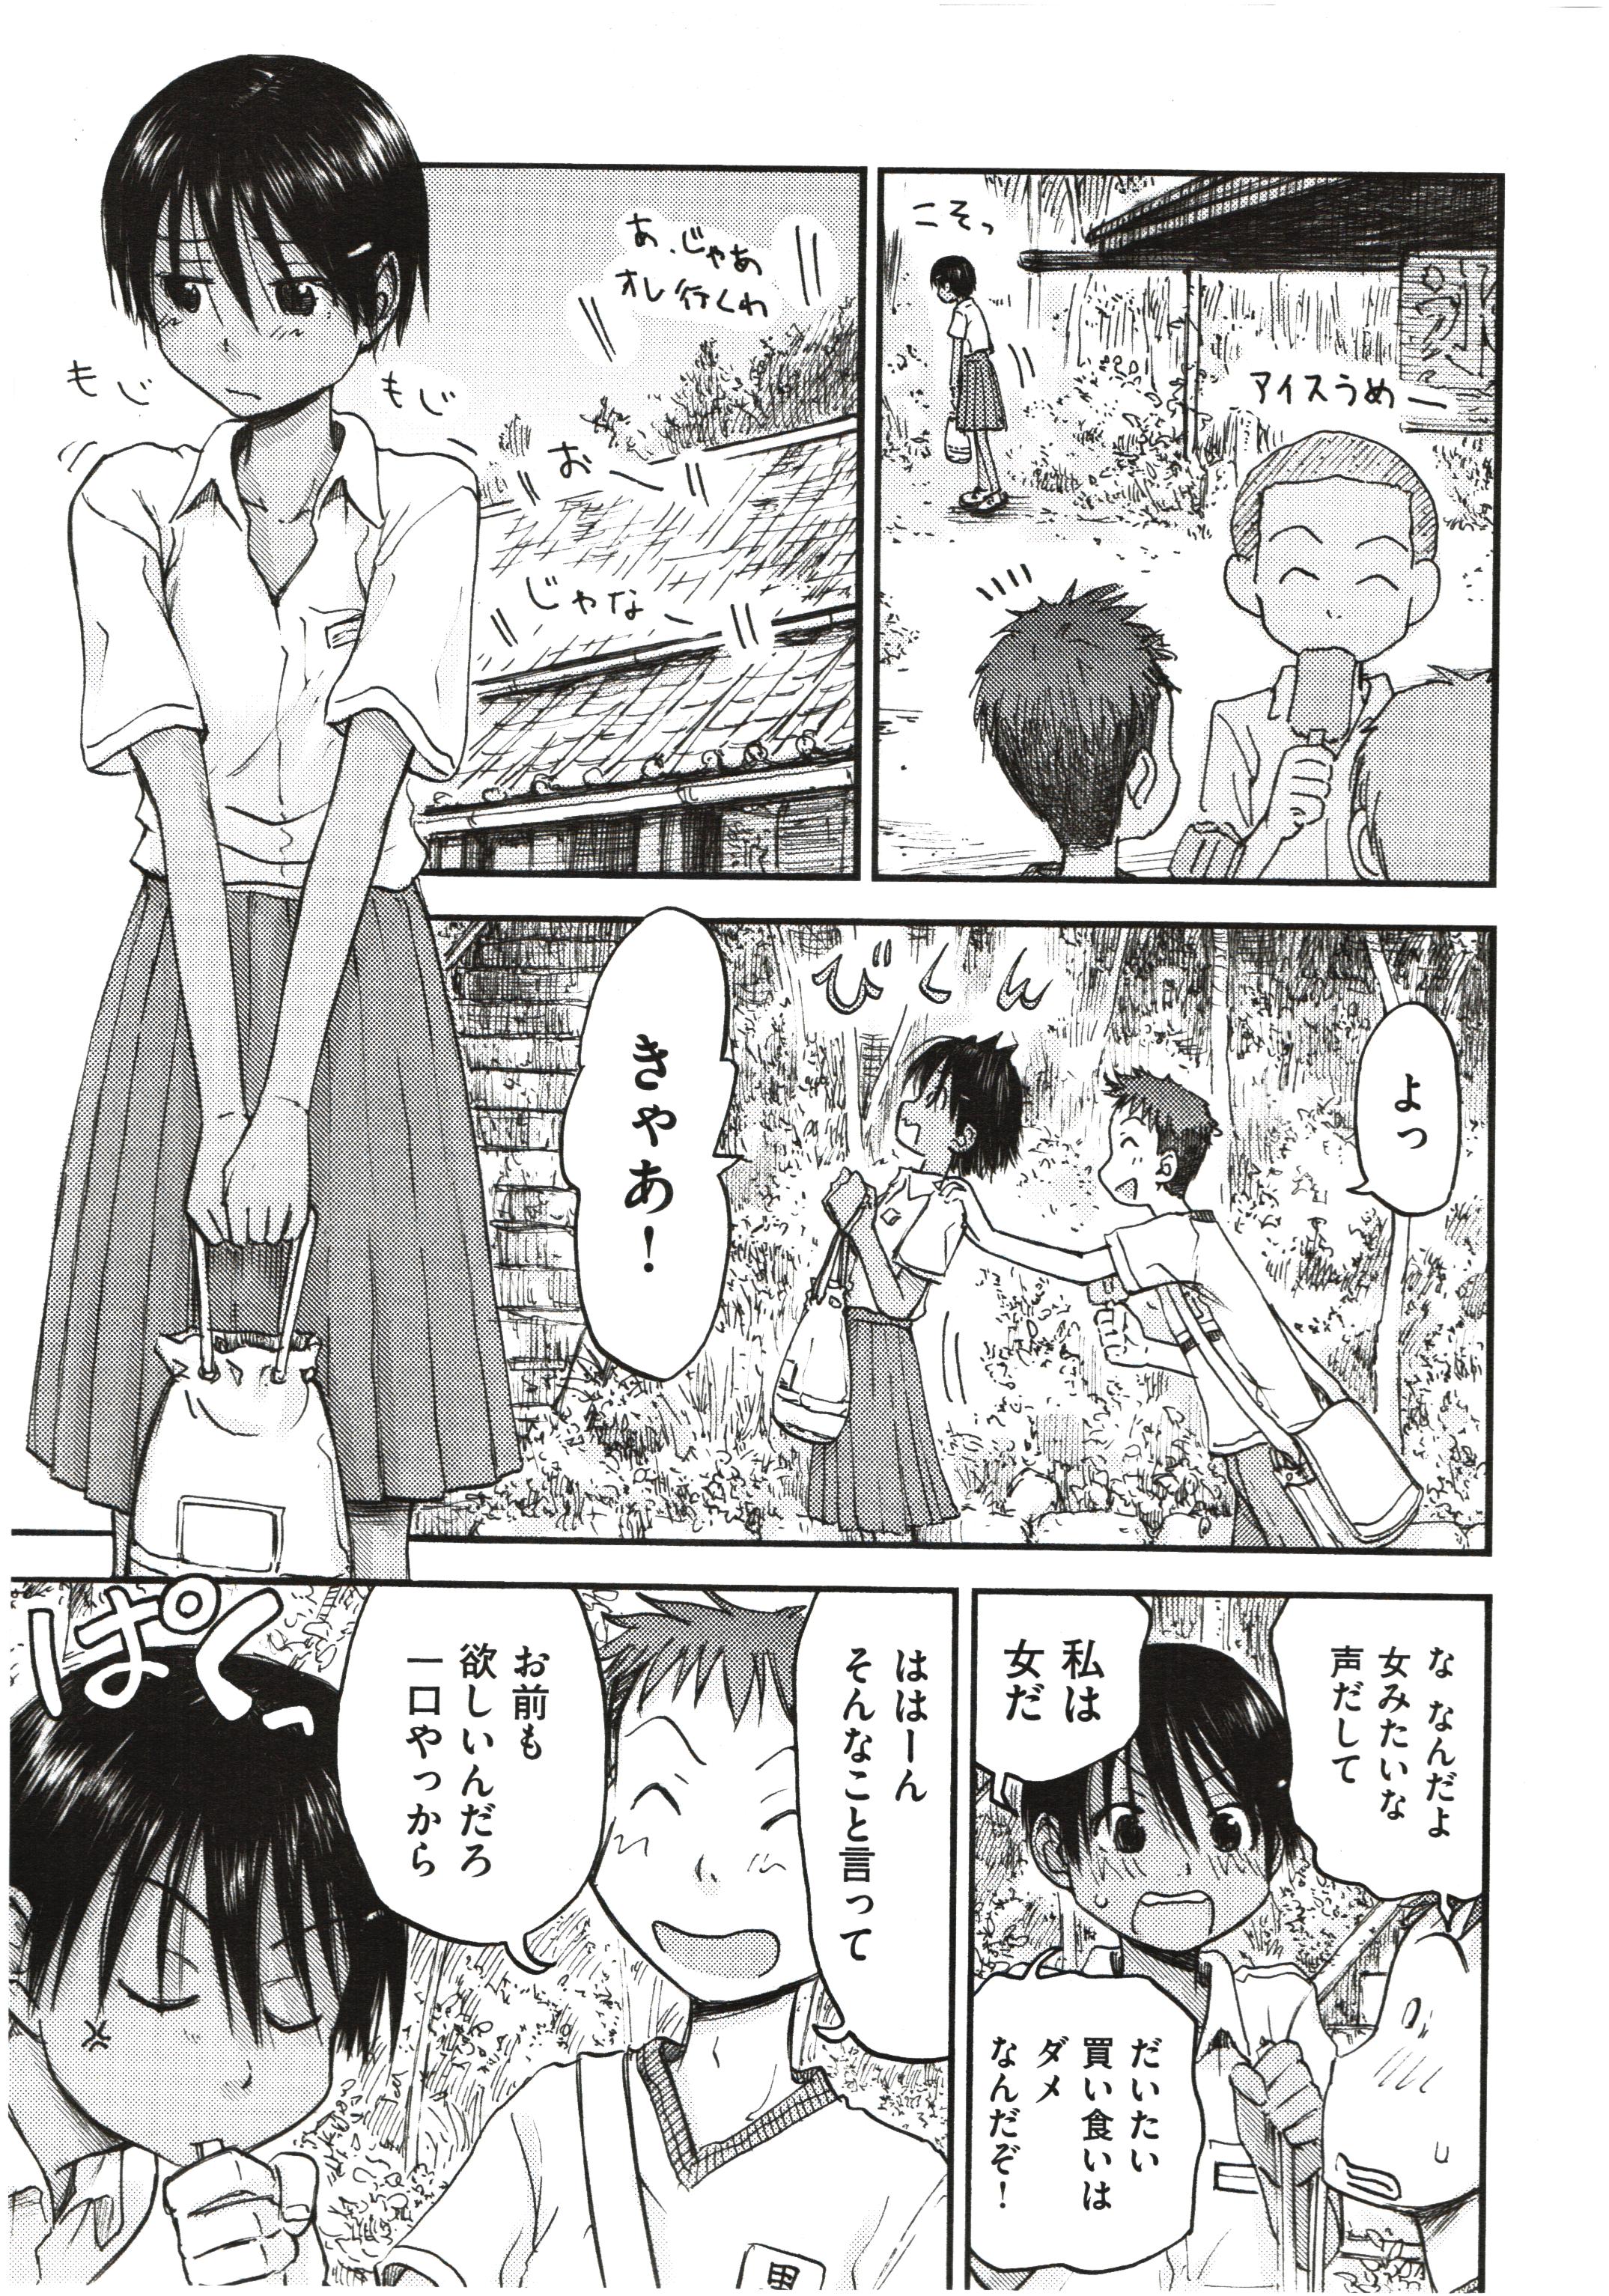 こそっ
アイスうめー
あ、じゃあ
オレ行くわ
おー
じゃなー
もじ
もじ
よっ
びくん
きゃあ!
な なんだよ
女みたいな
声だして
私は
女だ
だいたい
買い食いは
ダメ
なんだぞ!
ははーん
そんなこと言って
お前も
欲しいんだろ
一口やっから
ぱくっ